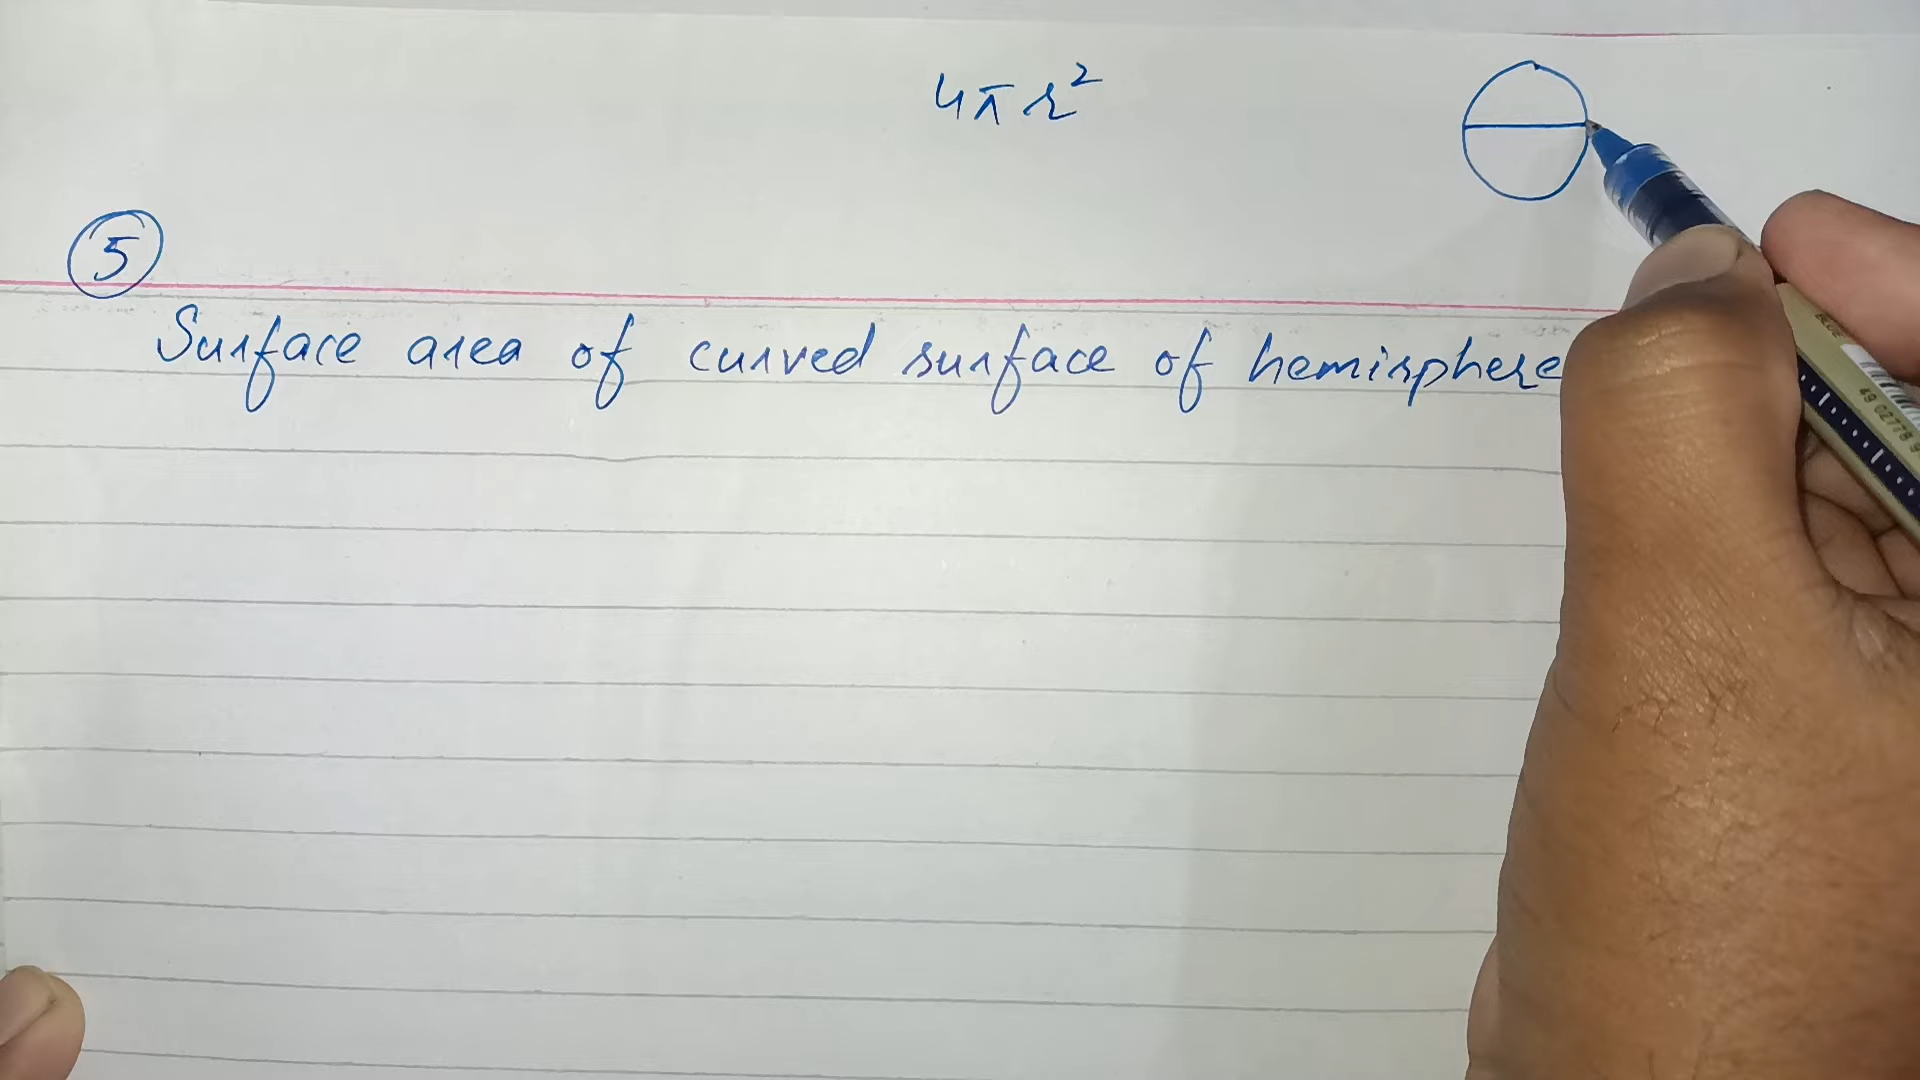 4πr²
5
Surface area of curved surface of hemisphere